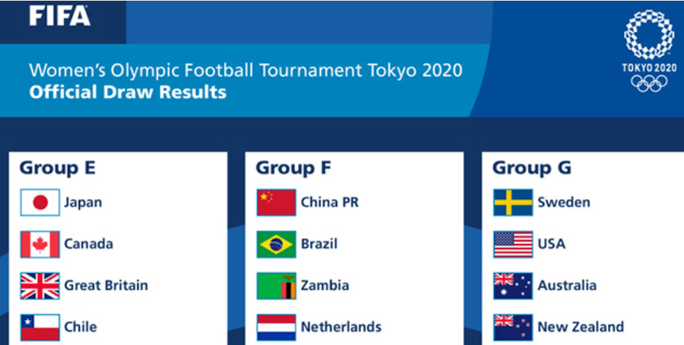 FIFA
TOKYO 2020
Women's Olympic Football Tournament Tokyo 2020
Official Draw Results
Group E
Japan
Canada
Great Britain
Chile
Group F
China PR
Brazil
Zambia
Netherlands
Group G
Sweden
USA
Australia
New Zealand